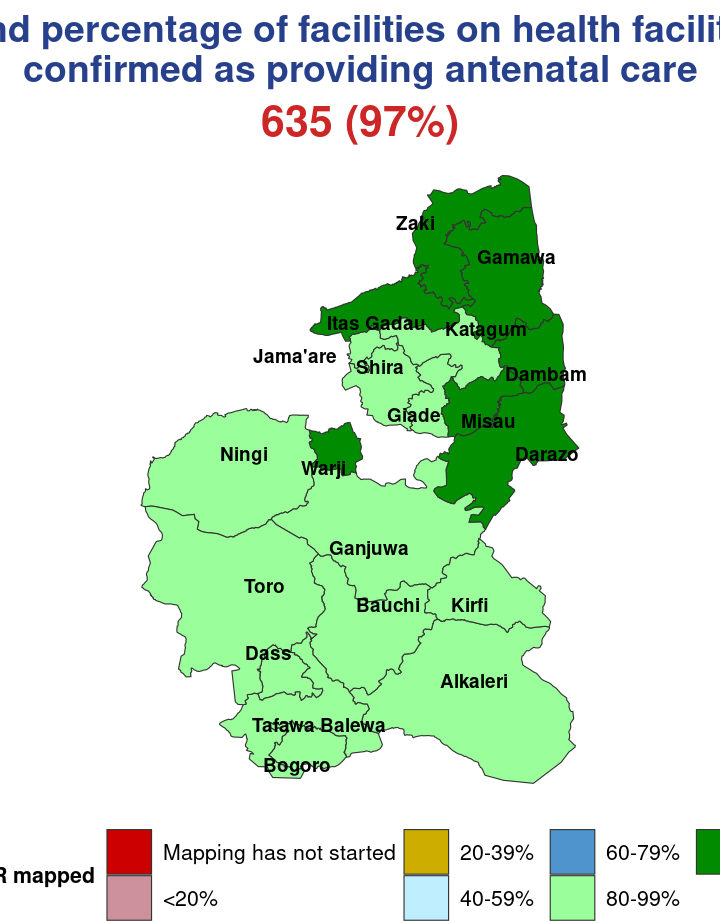 percentage of facilities on health
confirmed as providing antenatal care
635 (97%)
Zaki
Gamawa
Itas Gadau
Katagum
Jama'are
Shira
Dambam
Giade
Misau
Ningi
Warji
Darazo
Ganjuwa
Toro
Bauchi
Kirfi
Dass
Alkaleri
Tafawa Balewa
Bogoro
R mapped
Mapping has not started
20-39%
60-79%
<20%
40-59%
80-99%